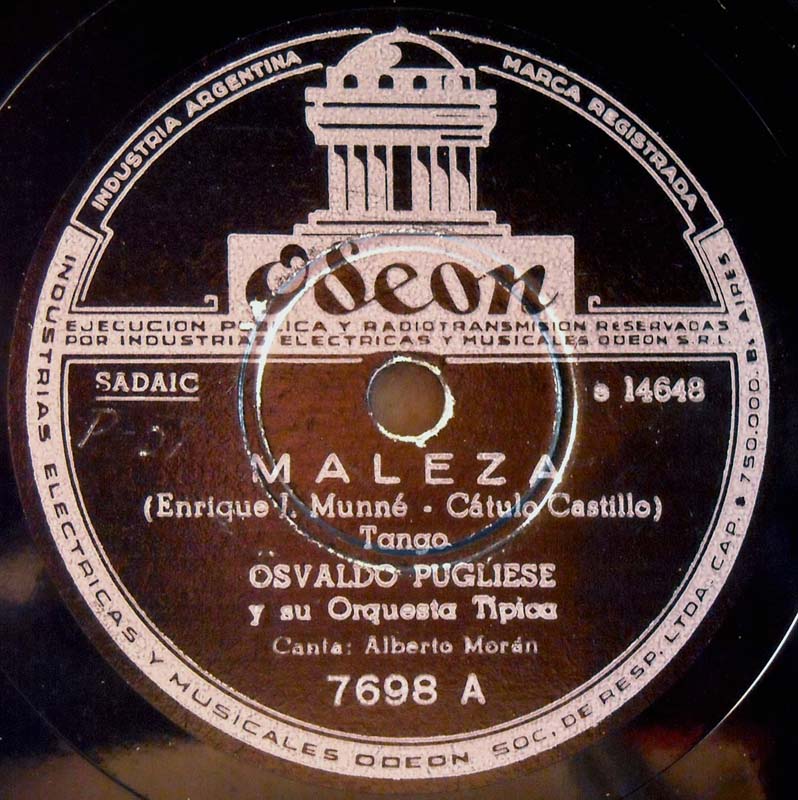 INDUSTRIA ARGENTINA
MARCA REGISTRADA
Odeon
EJECUCION PUBLICA Y RADIOTRANSMISION RESERVADAS
POR INDUSTRIAS ELECTRICAS Y MUSICALES ODEON S.R.L.
SADAIC
e 14648
MALEZA
(Enrique J. Munné - Cátulo Castillo)
Tango
OSVALDO PUGLIESE
y su Orquesta Típica
Canta: Alberto Morán
7698 A
INDUSTRIAS ELECTRICAS Y MUSICALES ODEON SOC. DE RESP. LTDA. CAP. $ 750.000 B. AIRES